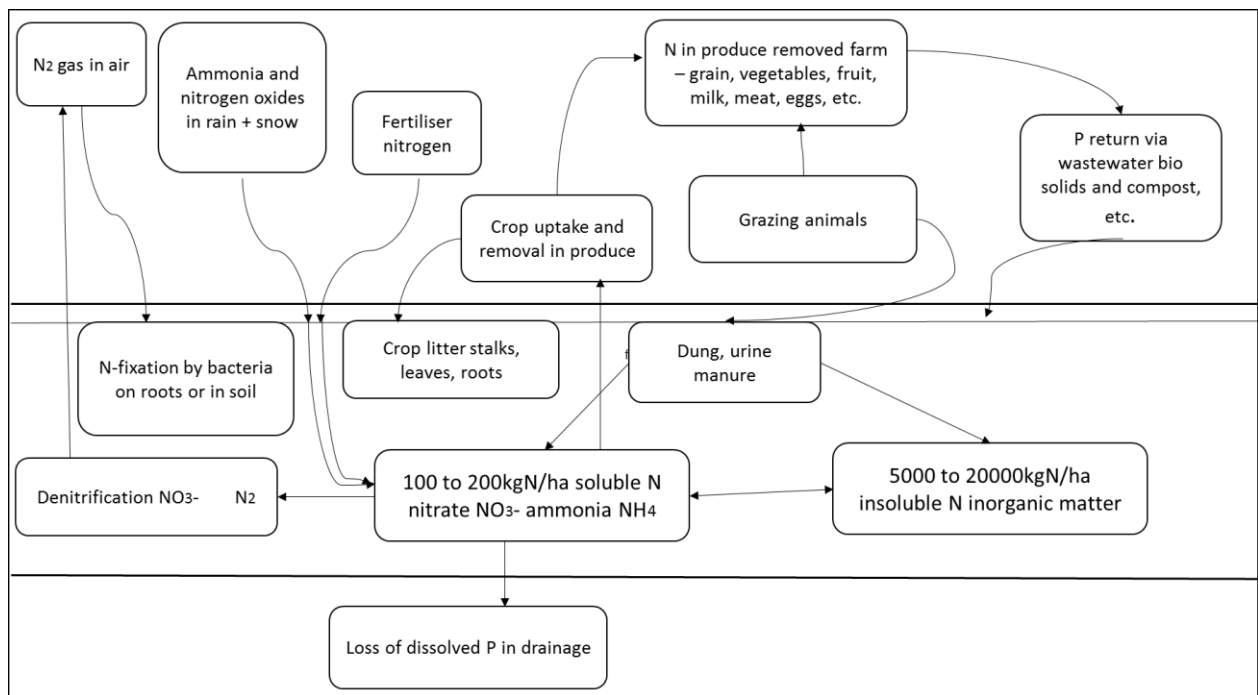 N2 gas in air
Ammonia and
nitrogen oxides
in rain + snow
Fertiliser
nitrogen
N in produce removed farm
– grain, vegetables, fruit,
milk, meat, eggs, etc.
P return via
wastewater bio
solids and compost,
etc.
Crop uptake and
removal in produce
Grazing animals
N-fixation by bacteria
on roots or in soil
Crop litter stalks,
leaves, roots
f
Dung, urine
manure
Denitrification NO3- N2
100 to 200kgN/ha soluble N
nitrate NO3- ammonia NH4
5000 to 20000kgN/ha
insoluble N inorganic matter
Loss of dissolved P in drainage